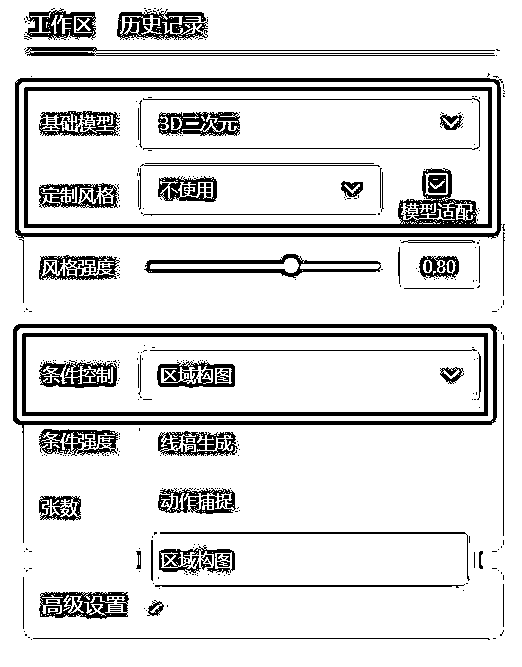 工作区 历史记录
基础模型 3D三次元
定制风格 不使用
模型适配
风格强度 0.80
条件控制 区域构图
条件强度 线稿生成
张数 动作捕捉
区域构图
高级设置